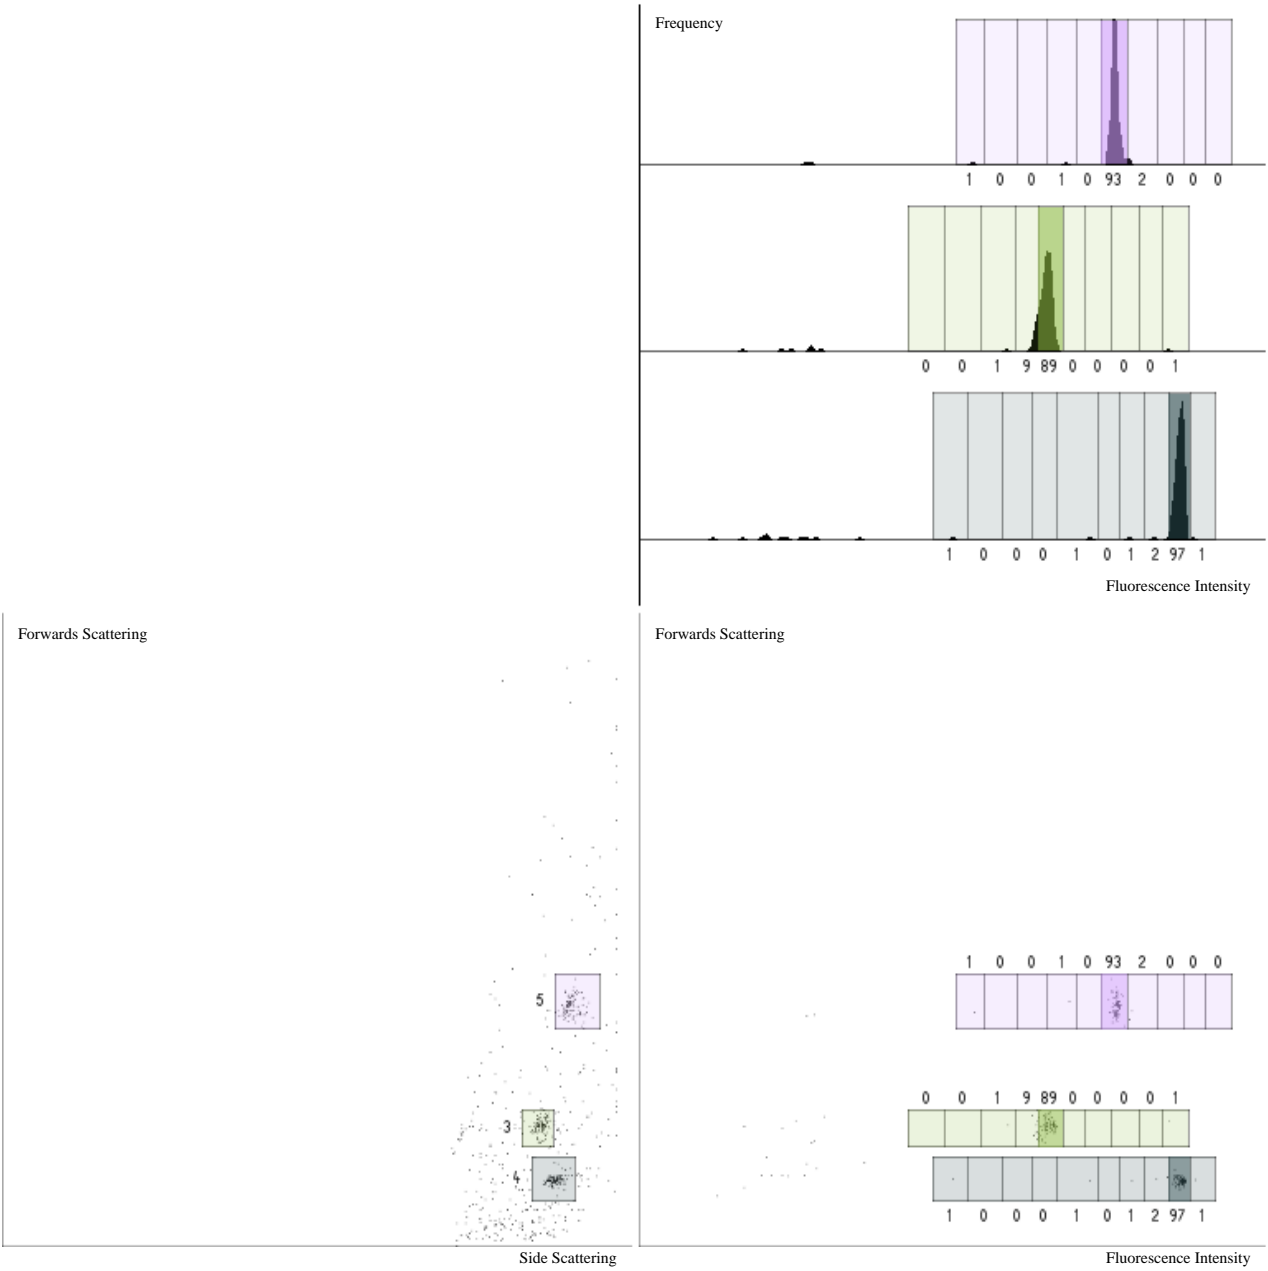 Frequency
1 0 0 1 0 93 2 0 0 0
0 0 1 9 89 0 0 0 0 1
1 0 0 0 1 0 1 2 97 1
Fluorescence Intensity
Forwards Scattering
5
3
4
Side Scattering
Forwards Scattering
1 0 0 1 0 93 2 0 0 0
0 0 1 9 89 0 0 0 0 1
1 0 0 0 1 0 1 2 97 1
Fluorescence Intensity